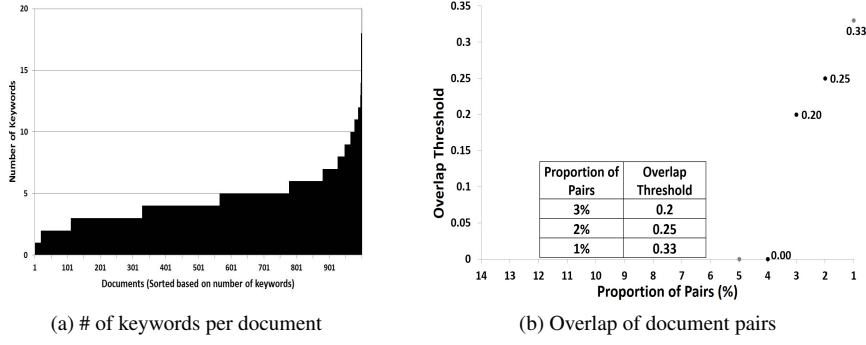 20
15
10
5
0
Number of Keywords
1 101 201 301 401 501 601 701 801 901
Documents (Sorted based on number of keywords)
(a) # of keywords per document
0.35
0.3
0.25
0.2
0.15
0.1
0.05
0
Overlap Threshold
0.33
0.25
0.20
0.00
Proportion of Pairs Overlap Threshold
3% 0.2
2% 0.25
1% 0.33
14 13 12 11 10 9 8 7 6 5 4 3 2 1
Proportion of Pairs (%)
(b) Overlap of document pairs